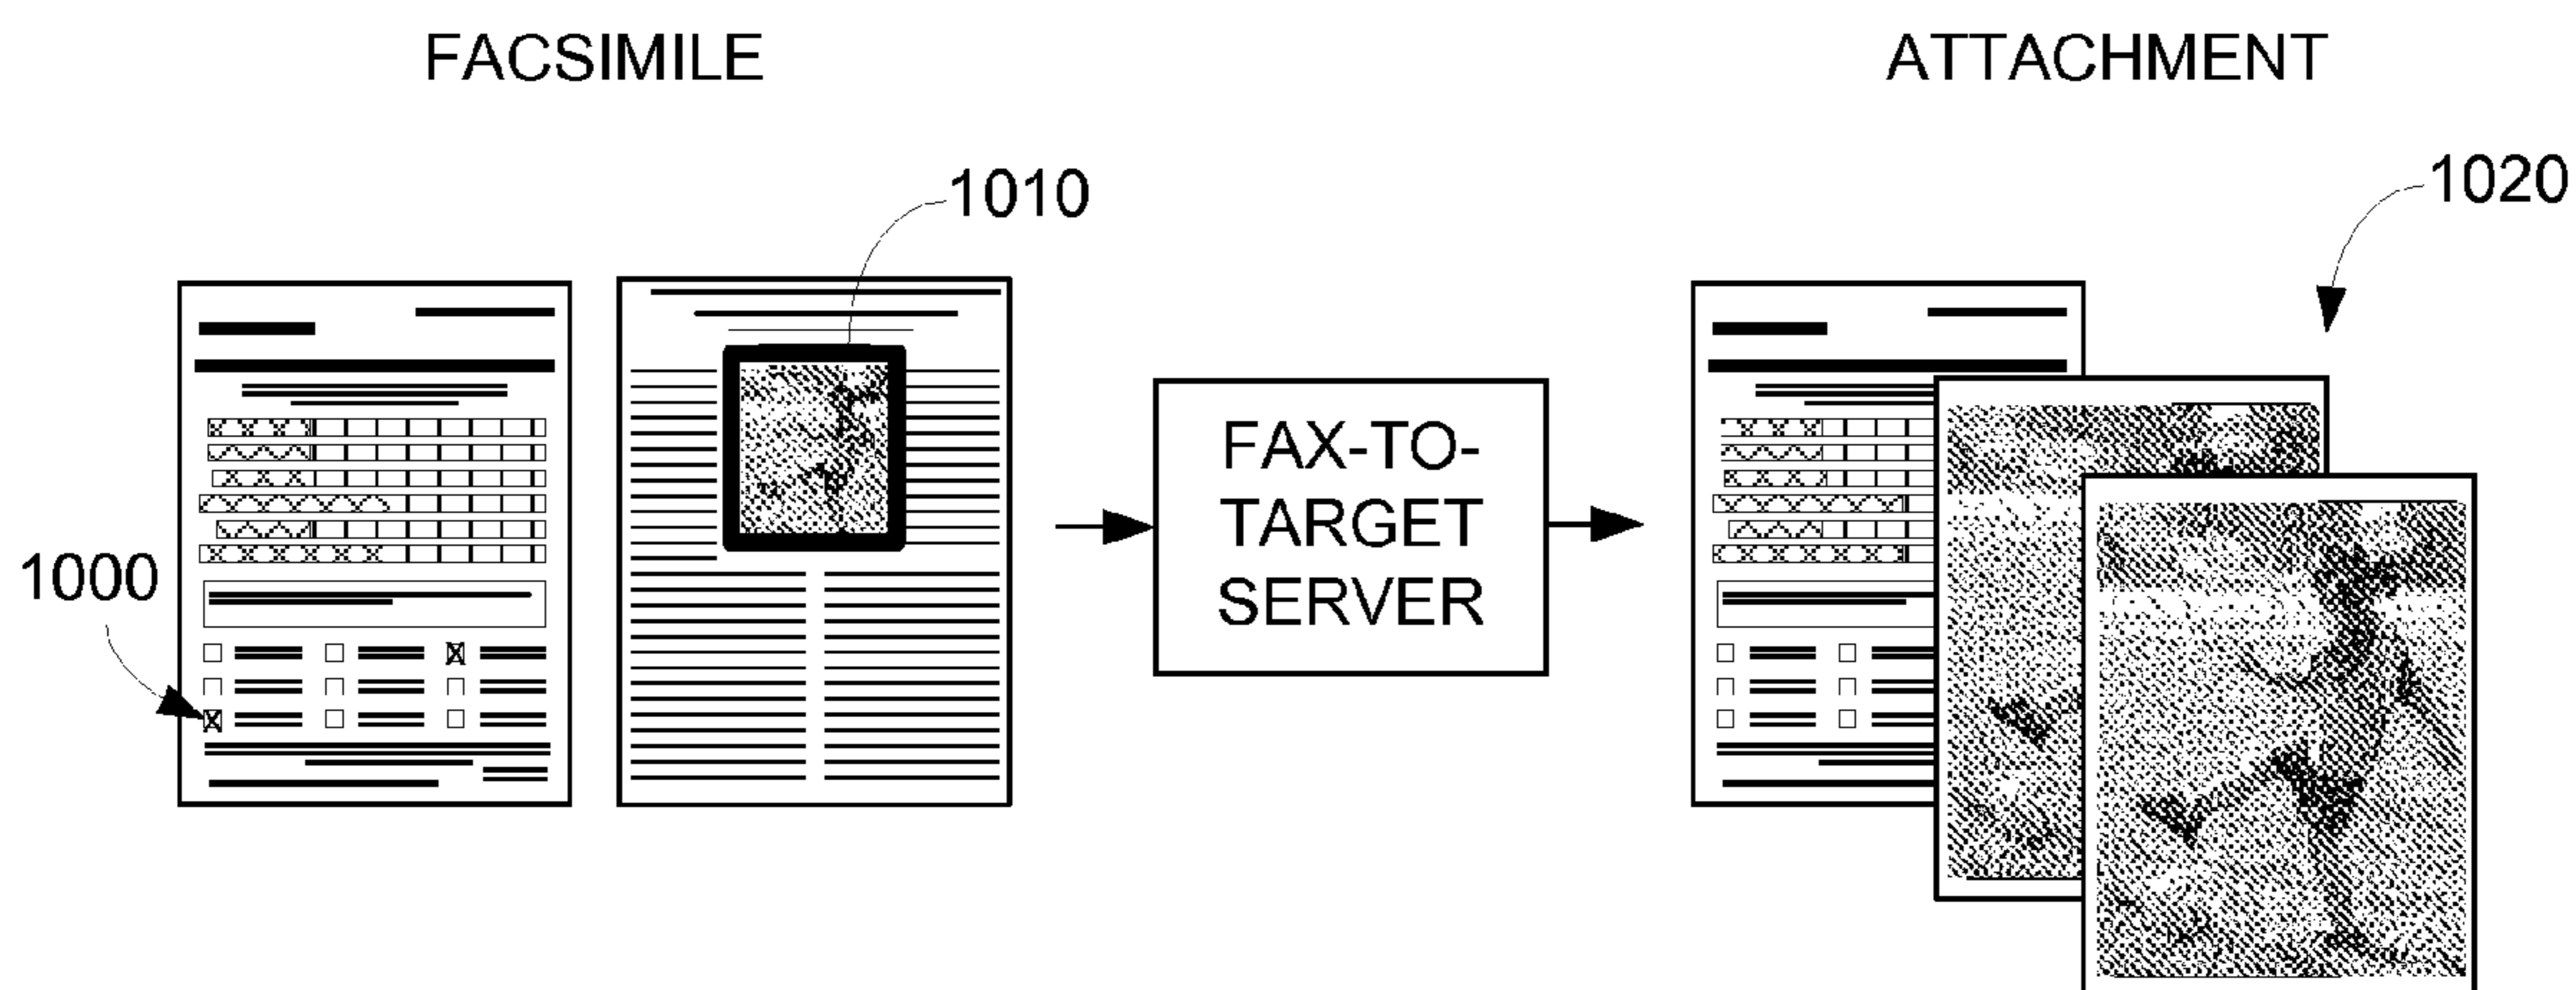 FACSIMILE
ATTACHMENT
1010
1020
FAX-TO-
TARGET
SERVER
1000